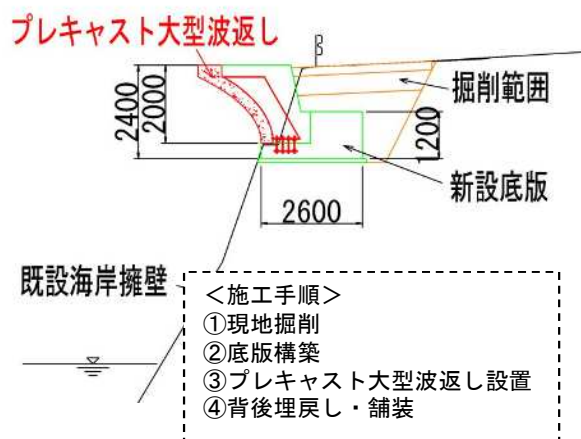 プレキャスト大型波返し
掘削範囲
2400
2000
1200
新設底版
2600
既設海岸擁壁
＜施工手順＞
①現地掘削
②底版構築
③プレキャスト大型波返し設置
④背後埋戻し・舗装